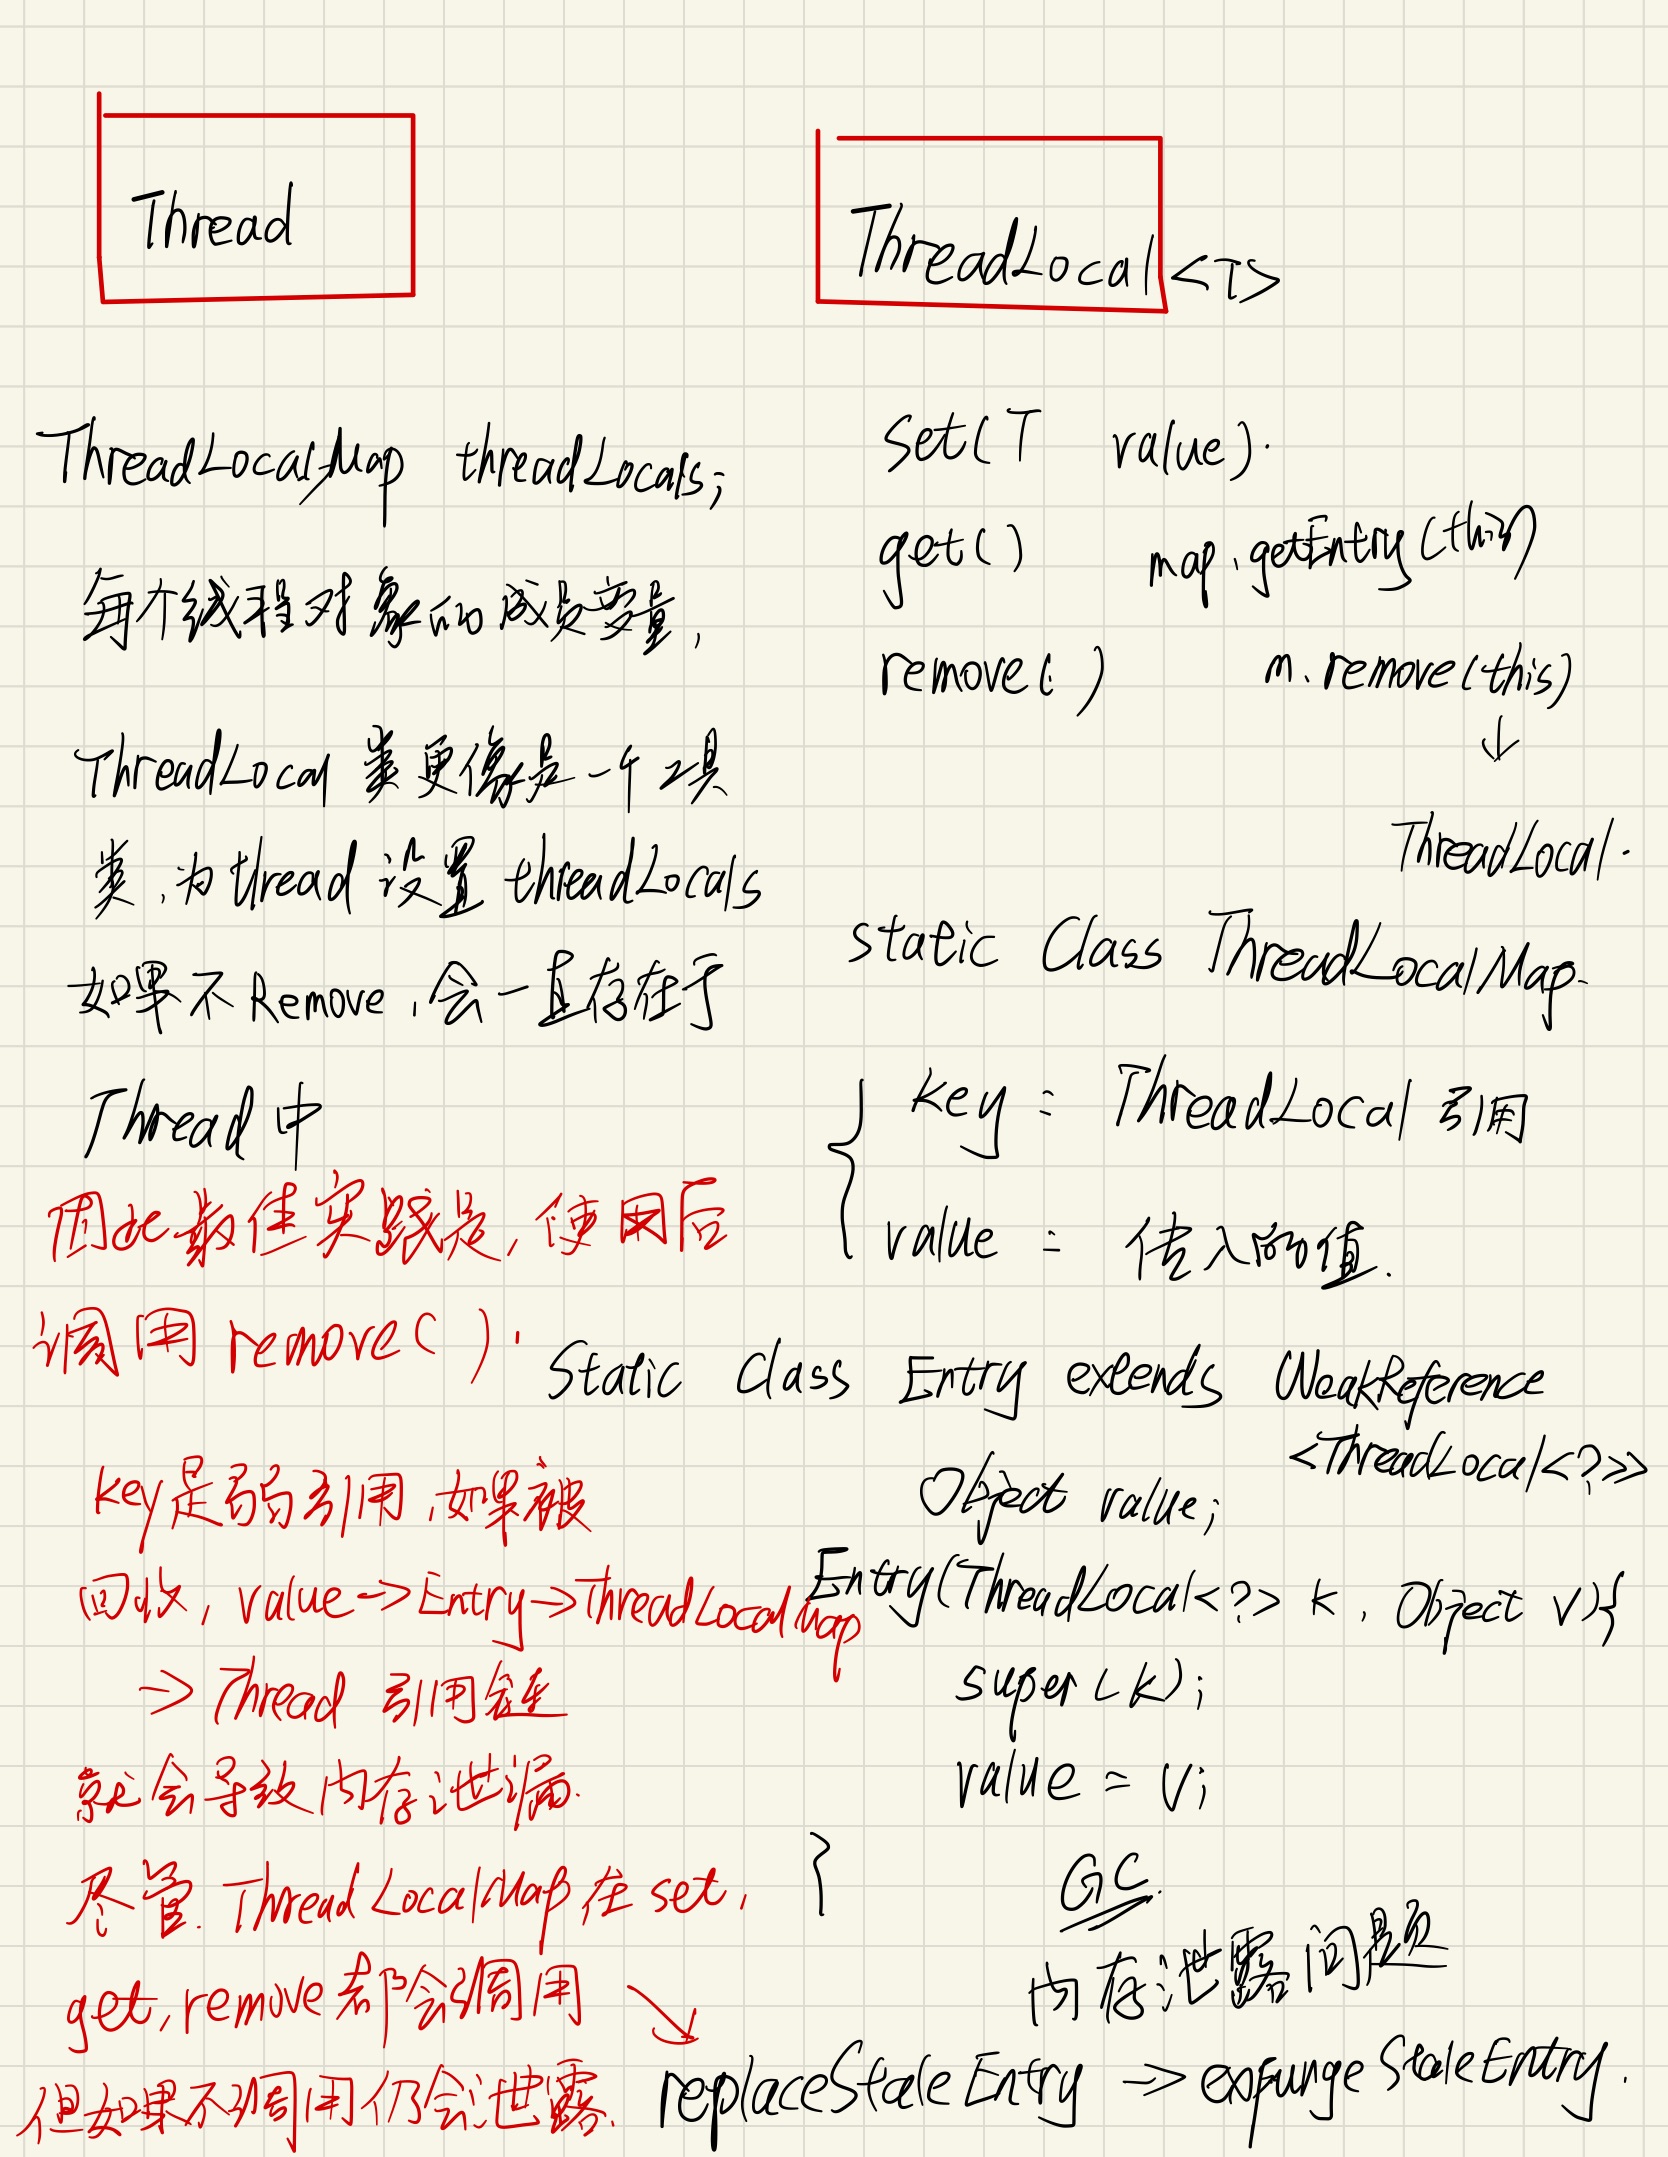 Thread
ThreadLocalMap threadLocals;
每个线程对象的成员变量,
ThreadLocal 类更像是一个工具
类,为thread 设置 threadLocals
如果不Remove,会一直存在于
Thread中
因此最佳实践是,使用后
调用 remove().
key是弱引用,如果被
回收, value->Entry->ThreadLocalMap
-> Thread 引用链
就会导致内存泄漏.
尽管. ThreadLocalMap 在 set,
get, remove 都会调用 ↘
但如果不调用仍会泄露.
ThreadLocal<T>
set(T value).
get() map.getEntry(this)
remove() m.remove(this)
↓
ThreadLocal.
static Class ThreadLocalMap.
{ key = ThreadLocal 引用
value = 传入的值.
Static Class Entry extends WeakReference
<ThreadLocal<?>>
Object value;
Entry(ThreadLocal<?> k, Object v){
super(k);
value = v;
}
GC.
内存泄露问题
replaceStaleEntry -> expungeStaleEntry.